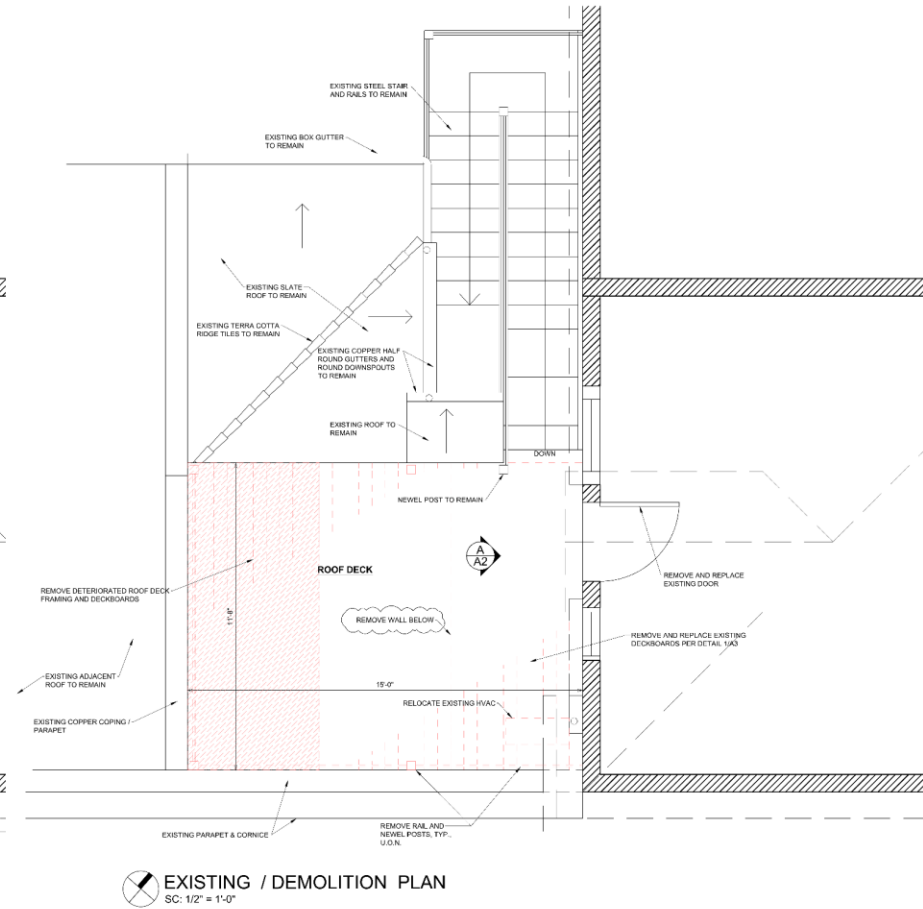 EXISTING STEEL STAIR
AND RAILS TO REMAIN
EXISTING BOX GUTTER
TO REMAIN
EXISTING SLATE
ROOF TO REMAIN
EXISTING TERRA COTTA
RIDGE TILES TO REMAIN
EXISTING COPPER HALF
ROUND GUTTERS AND
ROUND DOWNSPOUTS
TO REMAIN
EXISTING ROOF TO
REMAIN
DOWN
NEWEL POST TO REMAIN
A
A2
ROOF DECK
REMOVE AND REPLACE
EXISTING DOOR
REMOVE DETERIORATED ROOF DECK
FRAMING AND DECKBOARDS
11'-8"
REMOVE WALL BELOW
REMOVE AND REPLACE EXISTING
DECKBOARDS PER DETAIL 1/A3
EXISTING ADJACENT
ROOF TO REMAIN
15'-0"
RELOCATE EXISTING HVAC
EXISTING COPPER COPING /
PARAPET
EXISTING PARAPET & CORNICE
REMOVE RAIL AND
NEWEL POSTS, TYP.,
U.O.N.
EXISTING / DEMOLITION PLAN
SC: 1/2" = 1'-0"